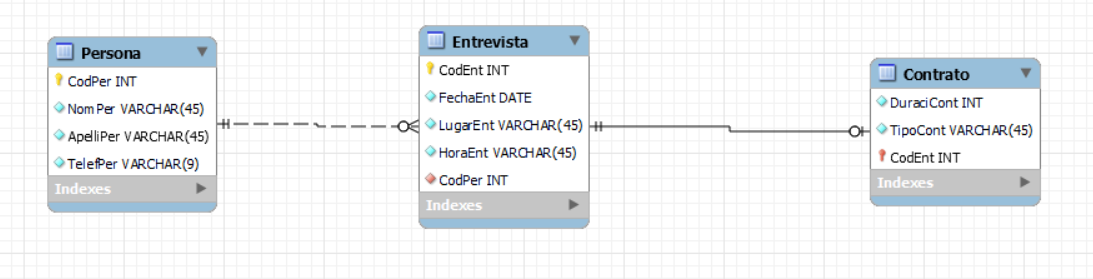 Persona
CodPer INT
NomPer VARCHAR(45)
ApelliPer VARCHAR(45)
TelefPer VARCHAR(9)
Indexes
Entrevista
CodEnt INT
FechaEnt DATE
LugarEnt VARCHAR(45)
HoraEnt VARCHAR(45)
CodPer INT
Indexes
Contrato
DuraciCont INT
TipoCont VARCHAR(45)
CodEnt INT
Indexes